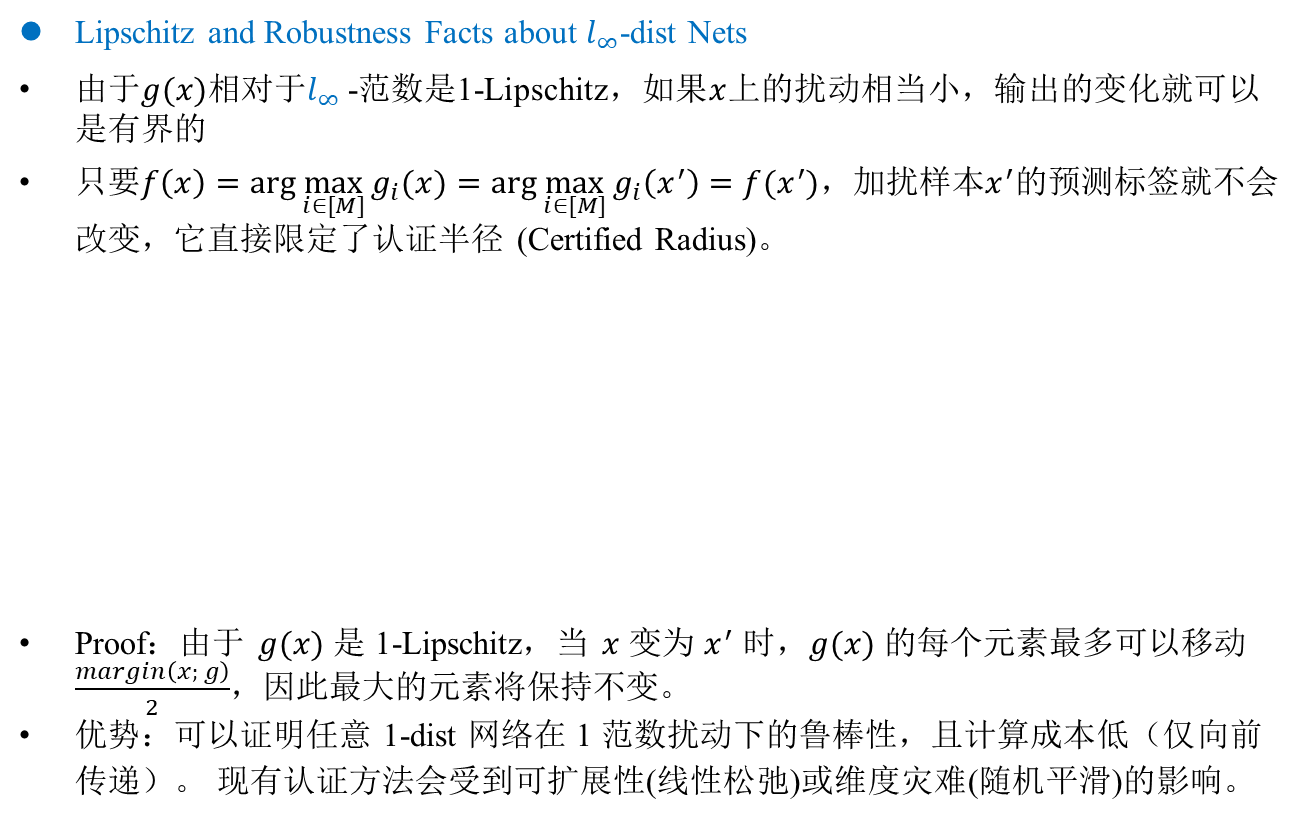 ● Lipschitz and Robustness Facts about l∞-dist Nets
• 由于g(x)相对于l∞ -范数是1-Lipschitz，如果x上的扰动相当小，输出的变化就可以
是有界的
• 只要f(x) = arg max_{i∈[M]} g_i(x) = arg max_{i∈[M]} g_i(x′) = f(x′)，加扰样本x′的预测标签就不会
改变，它直接限定了认证半径 (Certified Radius)。
• Proof：由于 g(x) 是 1-Lipschitz，当 x 变为 x′ 时，g(x) 的每个元素最多可以移动
margin(x; g)/2，因此最大的元素将保持不变。
• 优势：可以证明任意 1-dist 网络在 1 范数扰动下的鲁棒性，且计算成本低（仅向前
传递）。 现有认证方法会受到可扩展性(线性松弛)或维度灾难(随机平滑)的影响。